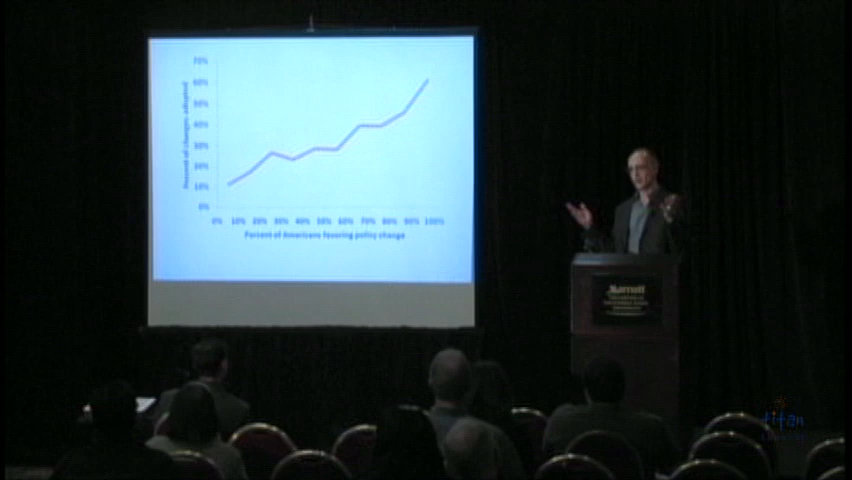 70%
60%
50%
40%
30%
20%
10%
0%
Percent of changes adopted
0% 10% 20% 30% 40% 50% 60% 70% 80% 90% 100%
Percent of Americans favoring policy change
Marriott
titan